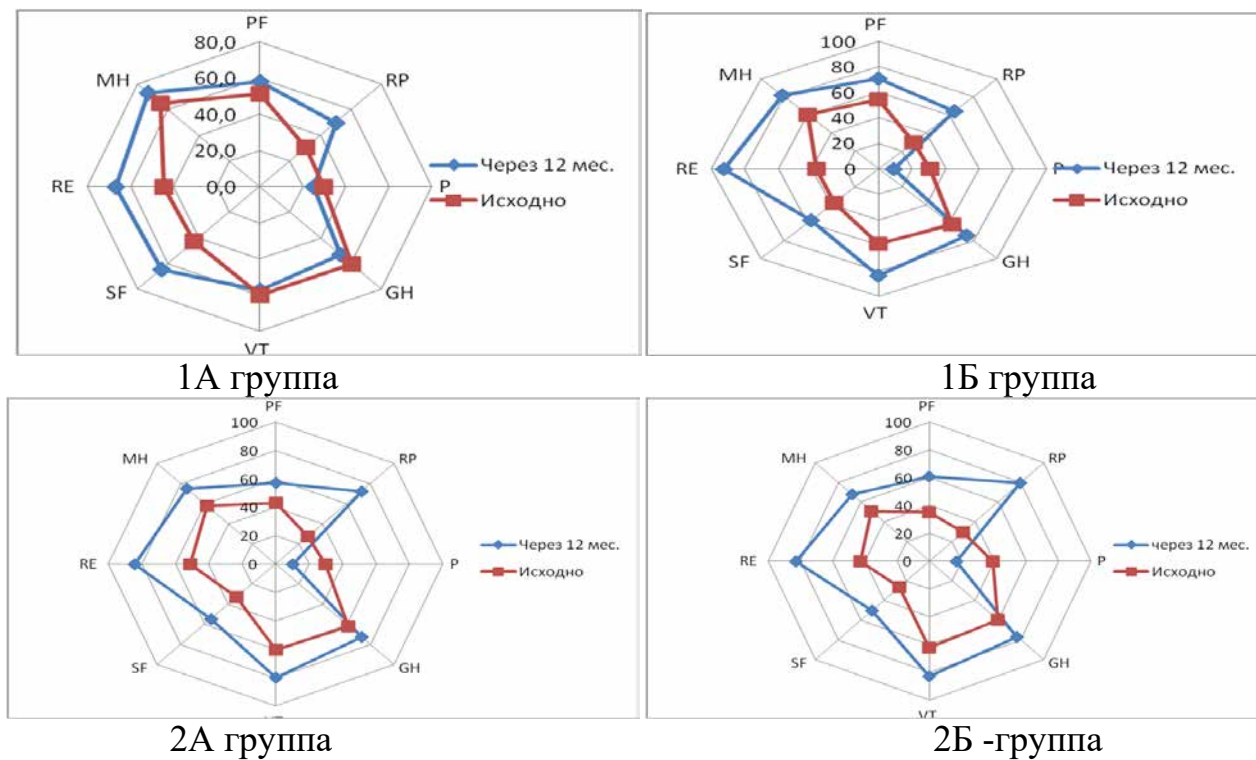 PF
80,0
60,0
40,0
20,0
0,0
MH
RP
RE
P
SF
GH
VT
Через 12 мес.
Исходно
1А группа
PF
100
80
60
40
20
0
MH
RP
RE
P
SF
GH
VT
Через 12 мес.
Исходно
1Б группа
PF
100
80
60
40
20
0
MH
RP
RE
P
SF
GH
Через 12 мес.
Исходно
2А группа
PF
100
80
60
40
20
0
MH
RP
RE
P
SF
GH
VT
через 12 мес.
Исходно
2Б -группа